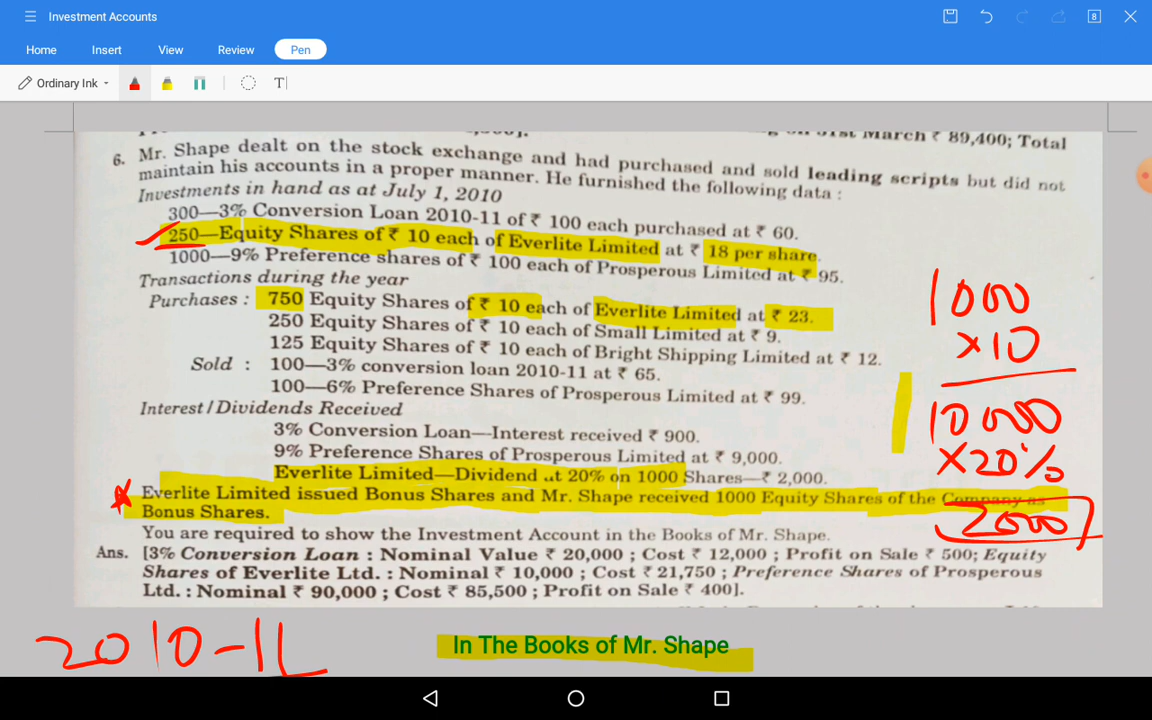 Investment Accounts
8
Home Insert View Review Pen
Ordinary Ink T
31st March ₹ 89,400; Total
6. Mr. Shape dealt on the stock exchange and had purchased and sold leading scripts but did not
maintain his accounts in a proper manner. He furnished the following data :
Investments in hand as at July 1, 2010
300—3% Conversion Loan 2010-11 of ₹ 100 each purchased at ₹ 60.
250—Equity Shares of ₹ 10 each of Everlite Limited at ₹ 18 per share.
1000—9% Preference shares of ₹ 100 each of Prosperous Limited at ₹ 95.
Transactions during the year
Purchases : 750 Equity Shares of ₹ 10 each of Everlite Limited at ₹ 23.
250 Equity Shares of ₹ 10 each of Small Limited at ₹ 9.
125 Equity Shares of ₹ 10 each of Bright Shipping Limited at ₹ 12.
Sold : 100—3% conversion loan 2010-11 at ₹ 65.
100—6% Preference Shares of Prosperous Limited at ₹ 99.
Interest/Dividends Received
3% Conversion Loan—Interest received ₹ 900.
9% Preference Shares of Prosperous Limited at ₹ 9,000.
Everlite Limited—Dividend at 20% on 1000 Shares—₹ 2,000.
Everlite Limited issued Bonus Shares and Mr. Shape received 1000 Equity Shares of the Company as
Bonus Shares.
You are required to show the Investment Account in the Books of Mr. Shape.
Ans. [3% Conversion Loan : Nominal Value ₹ 20,000 ; Cost ₹ 12,000 ; Profit on Sale ₹ 500; Equity
Shares of Everlite Ltd. : Nominal ₹ 10,000 ; Cost ₹ 21,750 ; Preference Shares of Prosperous
Ltd. : Nominal ₹ 90,000 ; Cost ₹ 85,500 ; Profit on Sale ₹ 400].
1000
×10
10000
×20%
2000
2010-11
In The Books of Mr. Shape